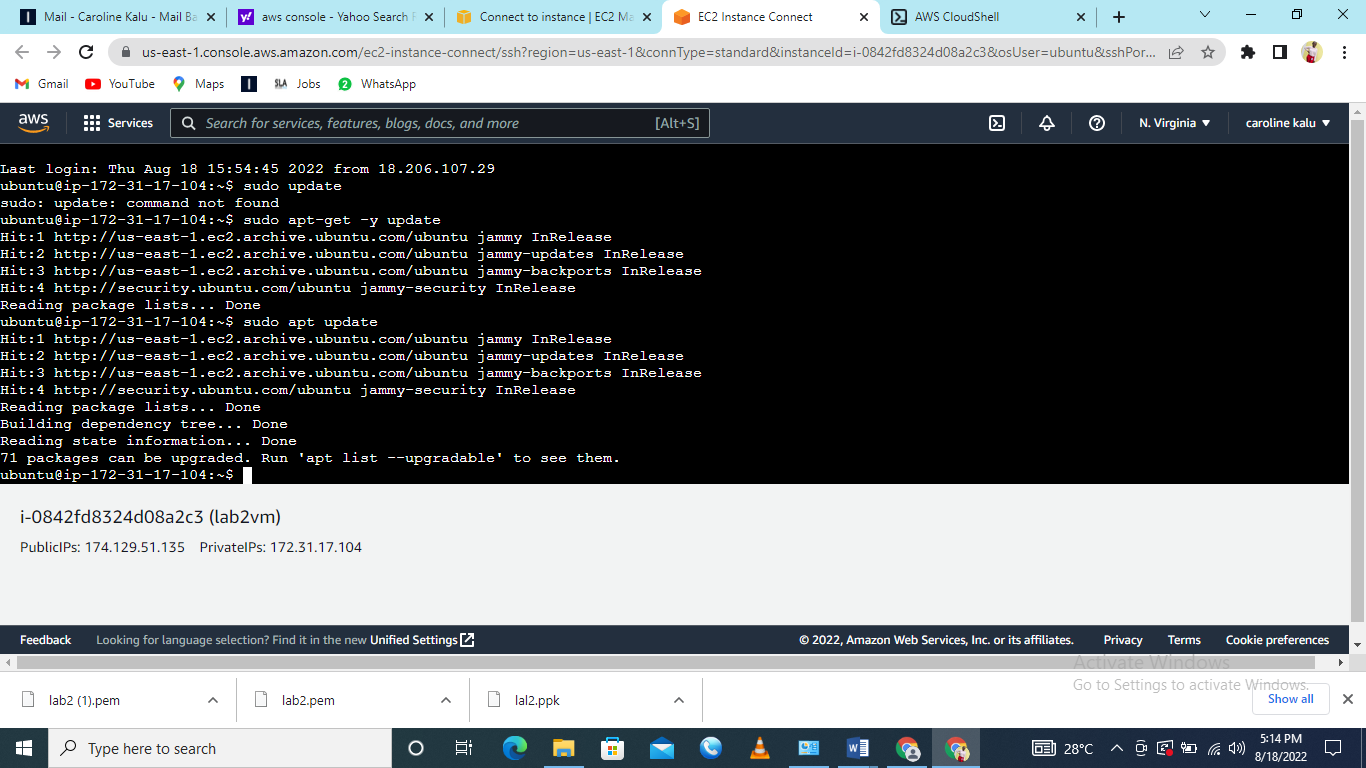 Mail - Caroline Kalu - Mail Ba
aws console - Yahoo Search R
Connect to instance | EC2 Ma
EC2 Instance Connect
AWS CloudShell
us-east-1.console.aws.amazon.com/ec2-instance-connect/ssh?region=us-east-1&connType=standard&instanceId=i-0842fd8324d08a2c3&osUser=ubuntu&sshPor...
Gmail
YouTube
Maps
SLA Jobs
2 WhatsApp
aws
Services
Search for services, features, blogs, docs, and more
[Alt+S]
N. Virginia
caroline kalu
Last login: Thu Aug 18 15:54:45 2022 from 18.206.107.29
ubuntu@ip-172-31-17-104:~$ sudo update
sudo: update: command not found
ubuntu@ip-172-31-17-104:~$ sudo apt-get -y update
Hit:1 http://us-east-1.ec2.archive.ubuntu.com/ubuntu jammy InRelease
Hit:2 http://us-east-1.ec2.archive.ubuntu.com/ubuntu jammy-updates InRelease
Hit:3 http://us-east-1.ec2.archive.ubuntu.com/ubuntu jammy-backports InRelease
Hit:4 http://security.ubuntu.com/ubuntu jammy-security InRelease
Reading package lists... Done
ubuntu@ip-172-31-17-104:~$ sudo apt update
Hit:1 http://us-east-1.ec2.archive.ubuntu.com/ubuntu jammy InRelease
Hit:2 http://us-east-1.ec2.archive.ubuntu.com/ubuntu jammy-updates InRelease
Hit:3 http://us-east-1.ec2.archive.ubuntu.com/ubuntu jammy-backports InRelease
Hit:4 http://security.ubuntu.com/ubuntu jammy-security InRelease
Reading package lists... Done
Building dependency tree... Done
Reading state information... Done
71 packages can be upgraded. Run 'apt list --upgradable' to see them.
ubuntu@ip-172-31-17-104:~$
i-0842fd8324d08a2c3 (lab2vm)
PublicIPs: 174.129.51.135 PrivateIPs: 172.31.17.104
Feedback
Looking for language selection? Find it in the new Unified Settings
© 2022, Amazon Web Services, Inc. or its affiliates.
Privacy
Terms
Cookie preferences
Activate Windows
Go to Settings to activate Windows.
lab2 (1).pem
lab2.pem
lal2.ppk
Show all
Type here to search
28°C
5:14 PM
8/18/2022